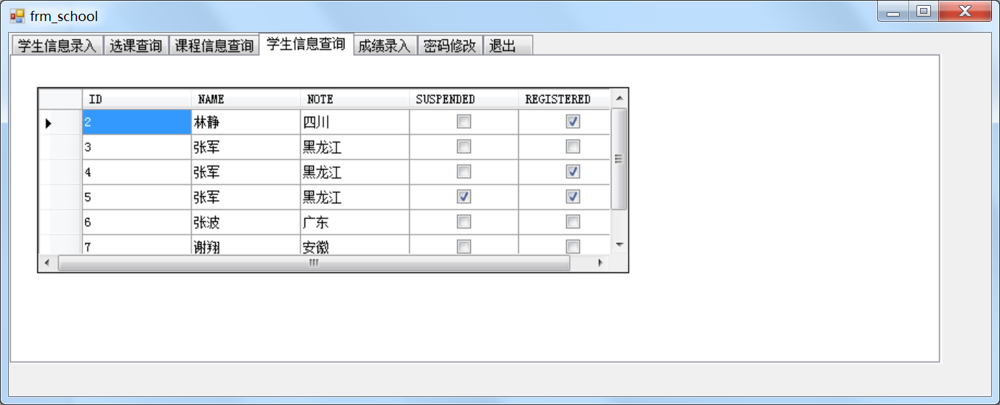 frm_school
学生信息录入 选课查询 课程信息查询 学生信息查询 成绩录入 密码修改 退出
ID NAME NOTE SUSPENDED REGISTERED
2 林静 四川
3 张军 黑龙江
4 张军 黑龙江
5 张军 黑龙江
6 张波 广东
7 谢翔 安徽